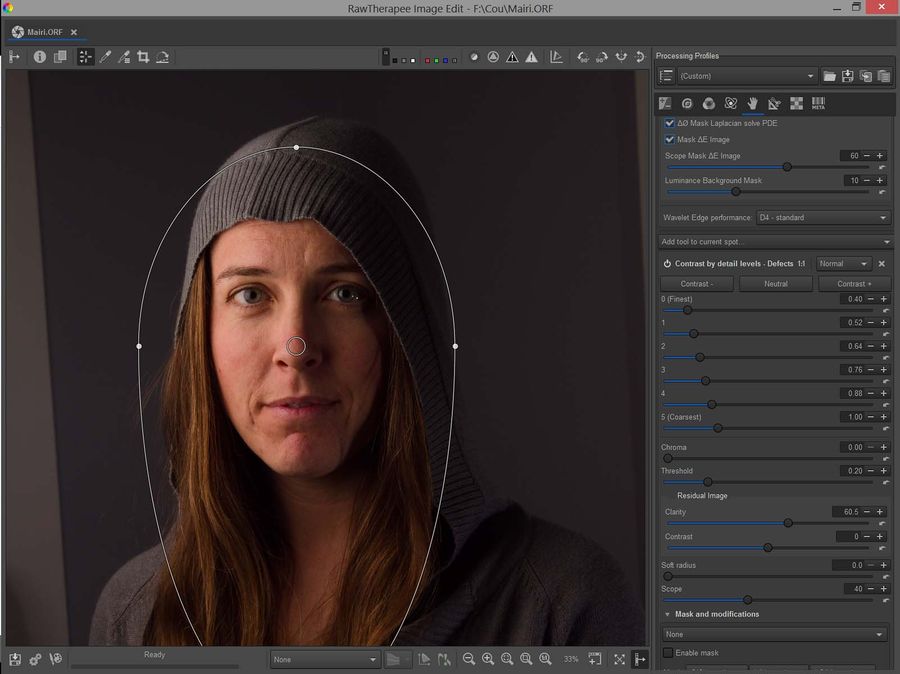 RawTherapee Image Edit - F:\Cou\Mairi.ORF
Mairi.ORF
Processing Profiles
(Custom)
META
ΔØ Mask Laplacian solve PDE
Mask ΔE Image
Scope Mask ΔE Image 60
Luminance Background Mask 10
Wavelet Edge performance: D4 - standard
Add tool to current spot...
Contrast by detail levels - Defects 1:1 Normal
Contrast - Neutral Contrast +
0 (Finest) 0.40
1 0.52
2 0.64
3 0.76
4 0.88
5 (Coarsest) 1.00
Chroma 0.00
Threshold 0.20
Residual Image
Clarity 60.5
Contrast 0
Soft radius 0.0
Scope 40
Mask and modifications
None
Enable mask
Ready
None
33%